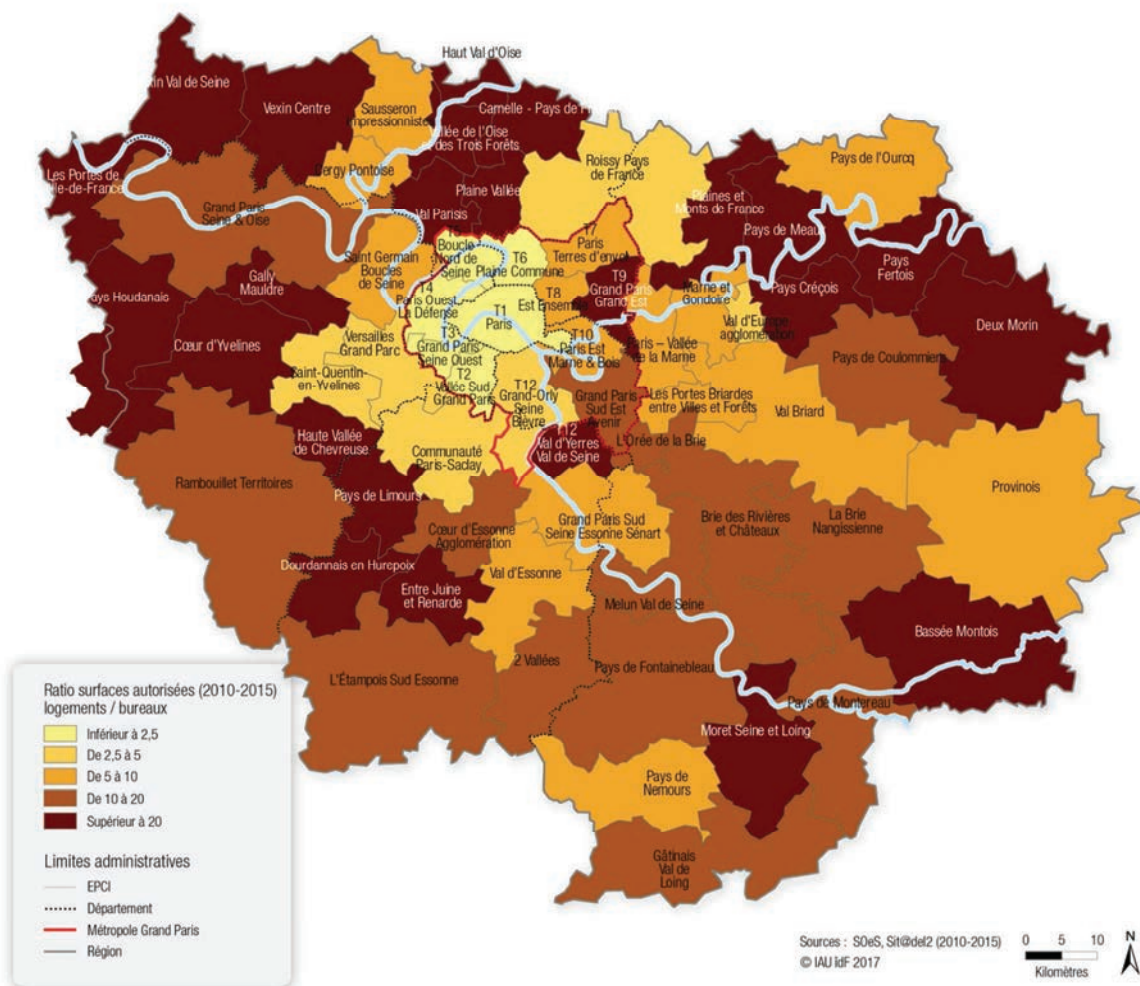 Haut Val d'Oise
Vexin Val de Seine
Vexin Centre
Sausseron
Impressionnistes
Carnelle - Pays de
Vallée de l'Oise
et des Trois Forêts
Cergy Pontoise
Roissy Pays
de France
Pays de l'Ourcq
Les Portes de
Ile-de-France
Plaine Vallée
Plaines et
Monts de France
Grand Paris
Seine & Oise
Val Parisis
Pays de Meaux
T5
Boucle
Nord de
Seine
T6
Plaine Commune
T7
Paris
Terres d'envol
Pays
Fertois
Saint Germain
Boucles
de Seine
Gally
Mauldre
T9
Grand Paris
Grand Est
Marne et
Gondoire
Pays Créçois
Pays Houdanais
T4
Paris Ouest
La Défense
T8
Est Ensemble
T1
Paris
Deux Morin
Val d'Europe
agglomération
Cœur d'Yvelines
Versailles
Grand Parc
T3
Grand Paris
Seine Ouest
T10
Paris Est
Marne & Bois
Paris – Vallée
de la Marne
Pays de Coulommiers
Saint-Quentin-
en-Yvelines
T2
Vallée Sud
Grand Paris
T12
Grand-Orly
Seine
Bièvre
Grand Paris
Sud Est
Avenir
Les Portes Briardes
entre Villes et Forêts
Val Briard
Haute Vallée
de Chevreuse
Communauté
Paris-Saclay
T12
Val d'Yerres
Val de Seine
L'Orée de la Brie
Rambouillet Territoires
Pays de Limours
Provinois
Cœur d'Essonne
Agglomération
Grand Paris Sud
Seine Essonne Sénart
Brie des Rivières
et Châteaux
La Brie
Nangissienne
Dourdannais en Hurepoix
Val d'Essonne
Entre Juine
et Renarde
Melun Val de Seine
Bassée Montois
2 Vallées
Pays de Fontainebleau
L'Étampois Sud Essonne
Pays de Montereau
Moret Seine et Loing
Pays de
Nemours
Gâtinais
Val de
Loing
Ratio surfaces autorisées (2010-2015)
logements / bureaux
Inférieur à 2,5
De 2,5 à 5
De 5 à 10
De 10 à 20
Supérieur à 20
Limites administratives
EPCI
Département
Métropole Grand Paris
Région
Sources : SOeS, Sit@del2 (2010-2015)
© IAU îdF 2017
0 5 10
Kilomètres
N